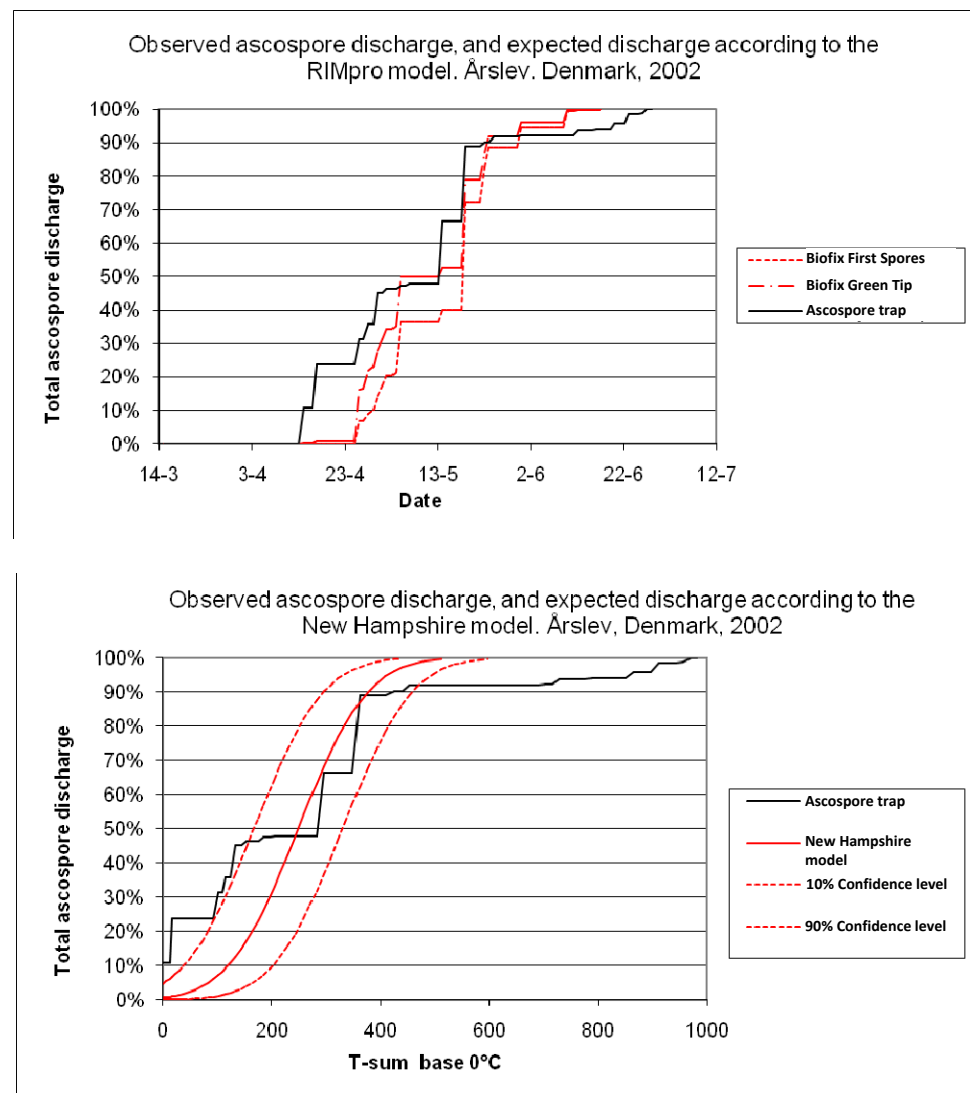 Observed ascospore discharge, and expected discharge according to the
RIMpro model. Årslev. Denmark, 2002
Total ascospore discharge
100%
90%
80%
70%
60%
50%
40%
30%
20%
10%
0%
14-3 3-4 23-4 13-5 2-6 22-6 12-7
Date
Biofix First Spores
Biofix Green Tip
Ascospore trap
Observed ascospore discharge, and expected discharge according to the
New Hampshire model. Årslev, Denmark, 2002
Total ascospore discharge
100%
90%
80%
70%
60%
50%
40%
30%
20%
10%
0%
0 200 400 600 800 1000
T-sum base 0°C
Ascospore trap
New Hampshire
model
10% Confidence level
90% Confidence level